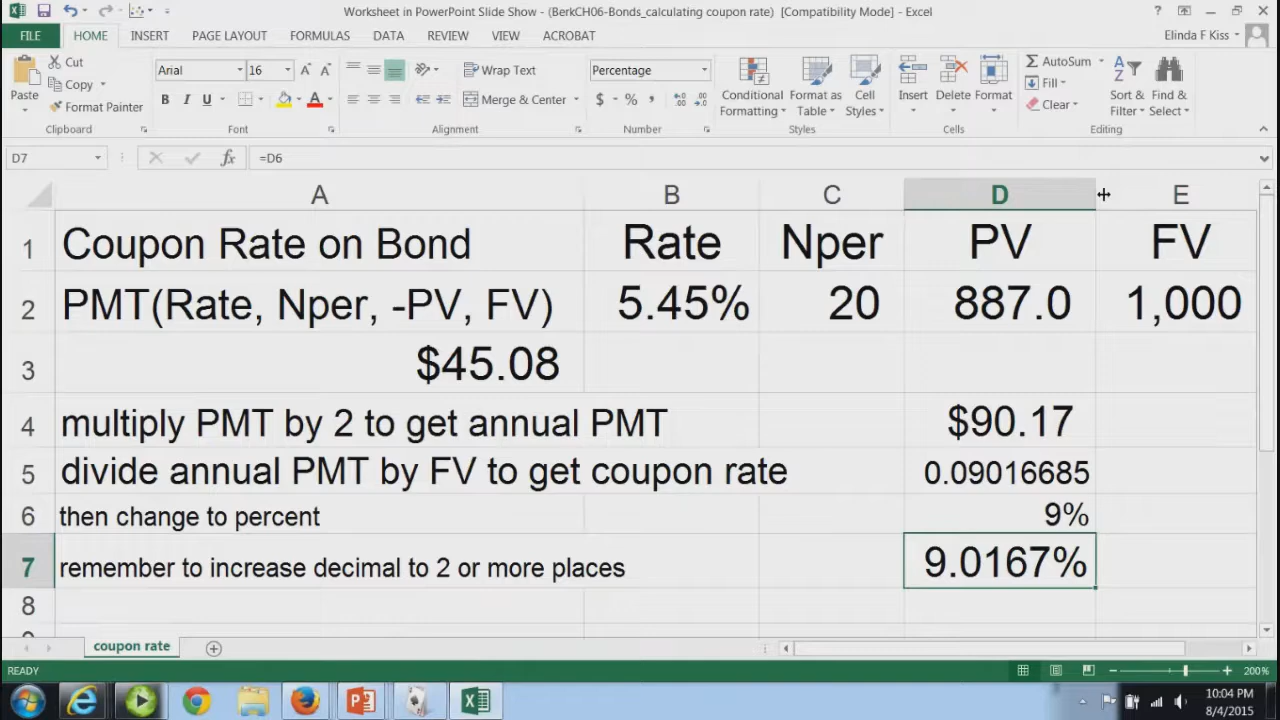 Worksheet in PowerPoint Slide Show - (BerkCH06-Bonds_calculating couponrate) [Compatibility Mode] - Excel
FILE HOME INSERT PAGE LAYOUT FORMULAS DATA REVIEW VIEW ACROBAT Elinda F Kiss
Cut Arial 16 Wrap Text Percentage AutoSum
Copy Fill
Paste Format Painter B I U Merge & Center $ % , Conditional Formatting Format as Table Cell Styles Insert Delete Format Clear Sort & Filter Find & Select
Clipboard Font Alignment Number Styles Cells Editing
D7 fx =D6
A B C D E
1 Coupon Rate on Bond Rate Nper PV FV
2 PMT(Rate, Nper, -PV, FV) 5.45% 20 887.0 1,000
3 $45.08
4 multiply PMT by 2 to get annual PMT $90.17
5 divide annual PMT by FV to get coupon rate 0.09016685
6 then change to percent 9%
7 remember to increase decimal to 2 or more places 9.0167%
8
coupon rate
READY 200%
10:04 PM
8/4/2015